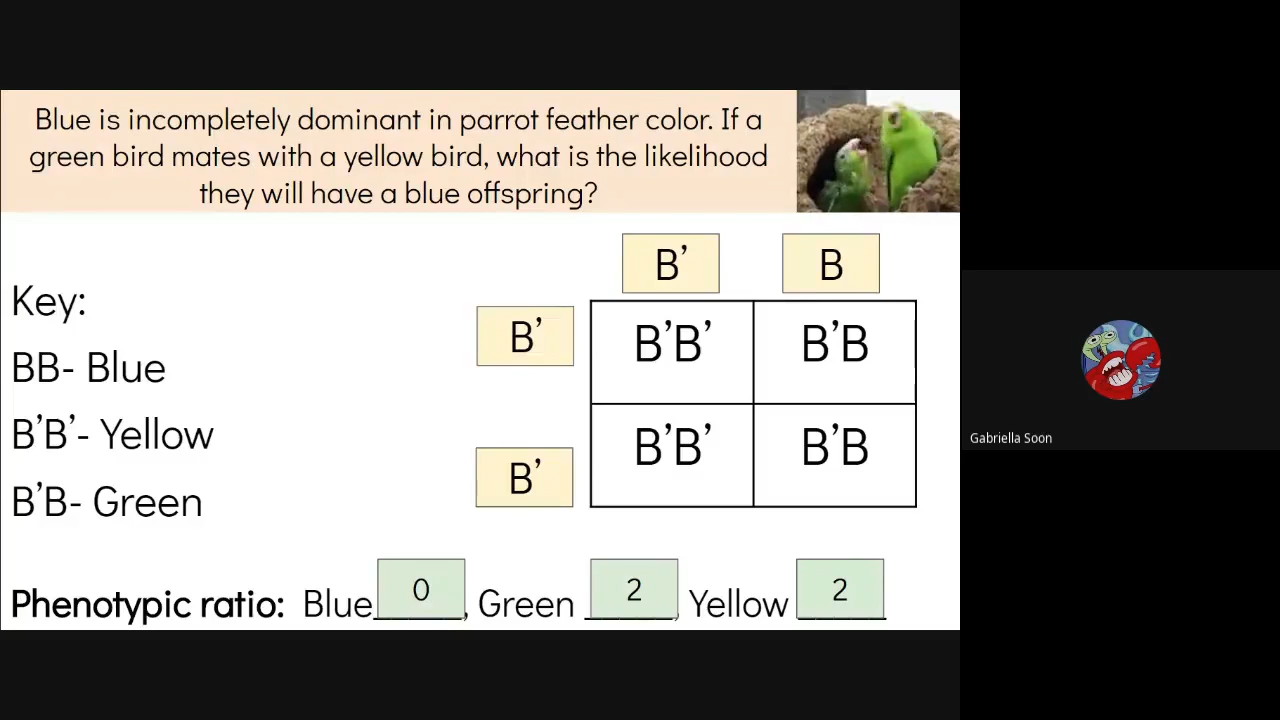 Blue is incompletely dominant in parrot feather color. If a
green bird mates with a yellow bird, what is the likelihood
they will have a blue offspring?
B’ B
Key:
B’ B’B’ B’B
BB- Blue
B’B’- Yellow
B’ B’B’ B’B
B’B- Green
Phenotypic ratio: Blue 0, Green 2, Yellow 2
Gabriella Soon